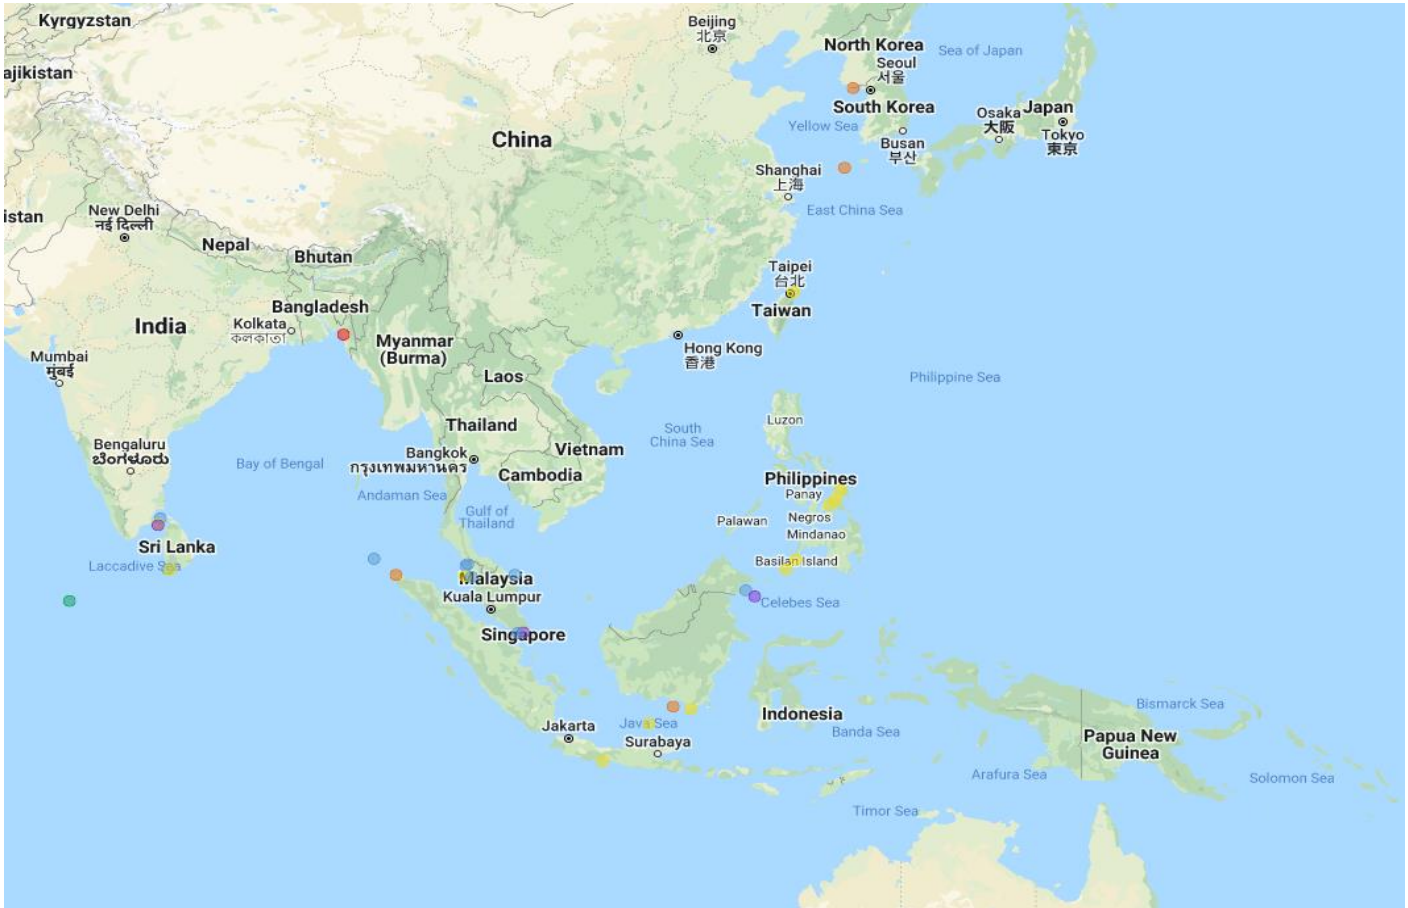 Kyrgyzstan
ajikistan
istan
New Delhi
नई दिल्ली
Nepal
Bhutan
Bangladesh
India
Kolkata
কলকাতা
Mumbai
मुंबई
Bengaluru
ಬೆಂಗಳೂರು
Bay of Bengal
Sri Lanka
Laccadive Sea
China
Beijing
北京
North Korea
Seoul
서울
South Korea
Sea of Japan
Yellow Sea
Busan
부산
Osaka
大阪
Japan
Tokyo
東京
Shanghai
上海
East China Sea
Taipei
台北
Taiwan
Hong Kong
香港
Myanmar
(Burma)
Laos
Thailand
Bangkok
กรุงเทพมหานคร
Vietnam
Cambodia
Andaman Sea
Gulf of
Thailand
South
China Sea
Philippine Sea
Luzon
Philippines
Panay
Palawan
Negros
Mindanao
Basilan Island
Celebes Sea
Malaysia
Kuala Lumpur
Singapore
Indonesia
Jakarta
Java Sea
Surabaya
Banda Sea
Timor Sea
Arafura Sea
Papua New
Guinea
Bismarck Sea
Solomon Sea